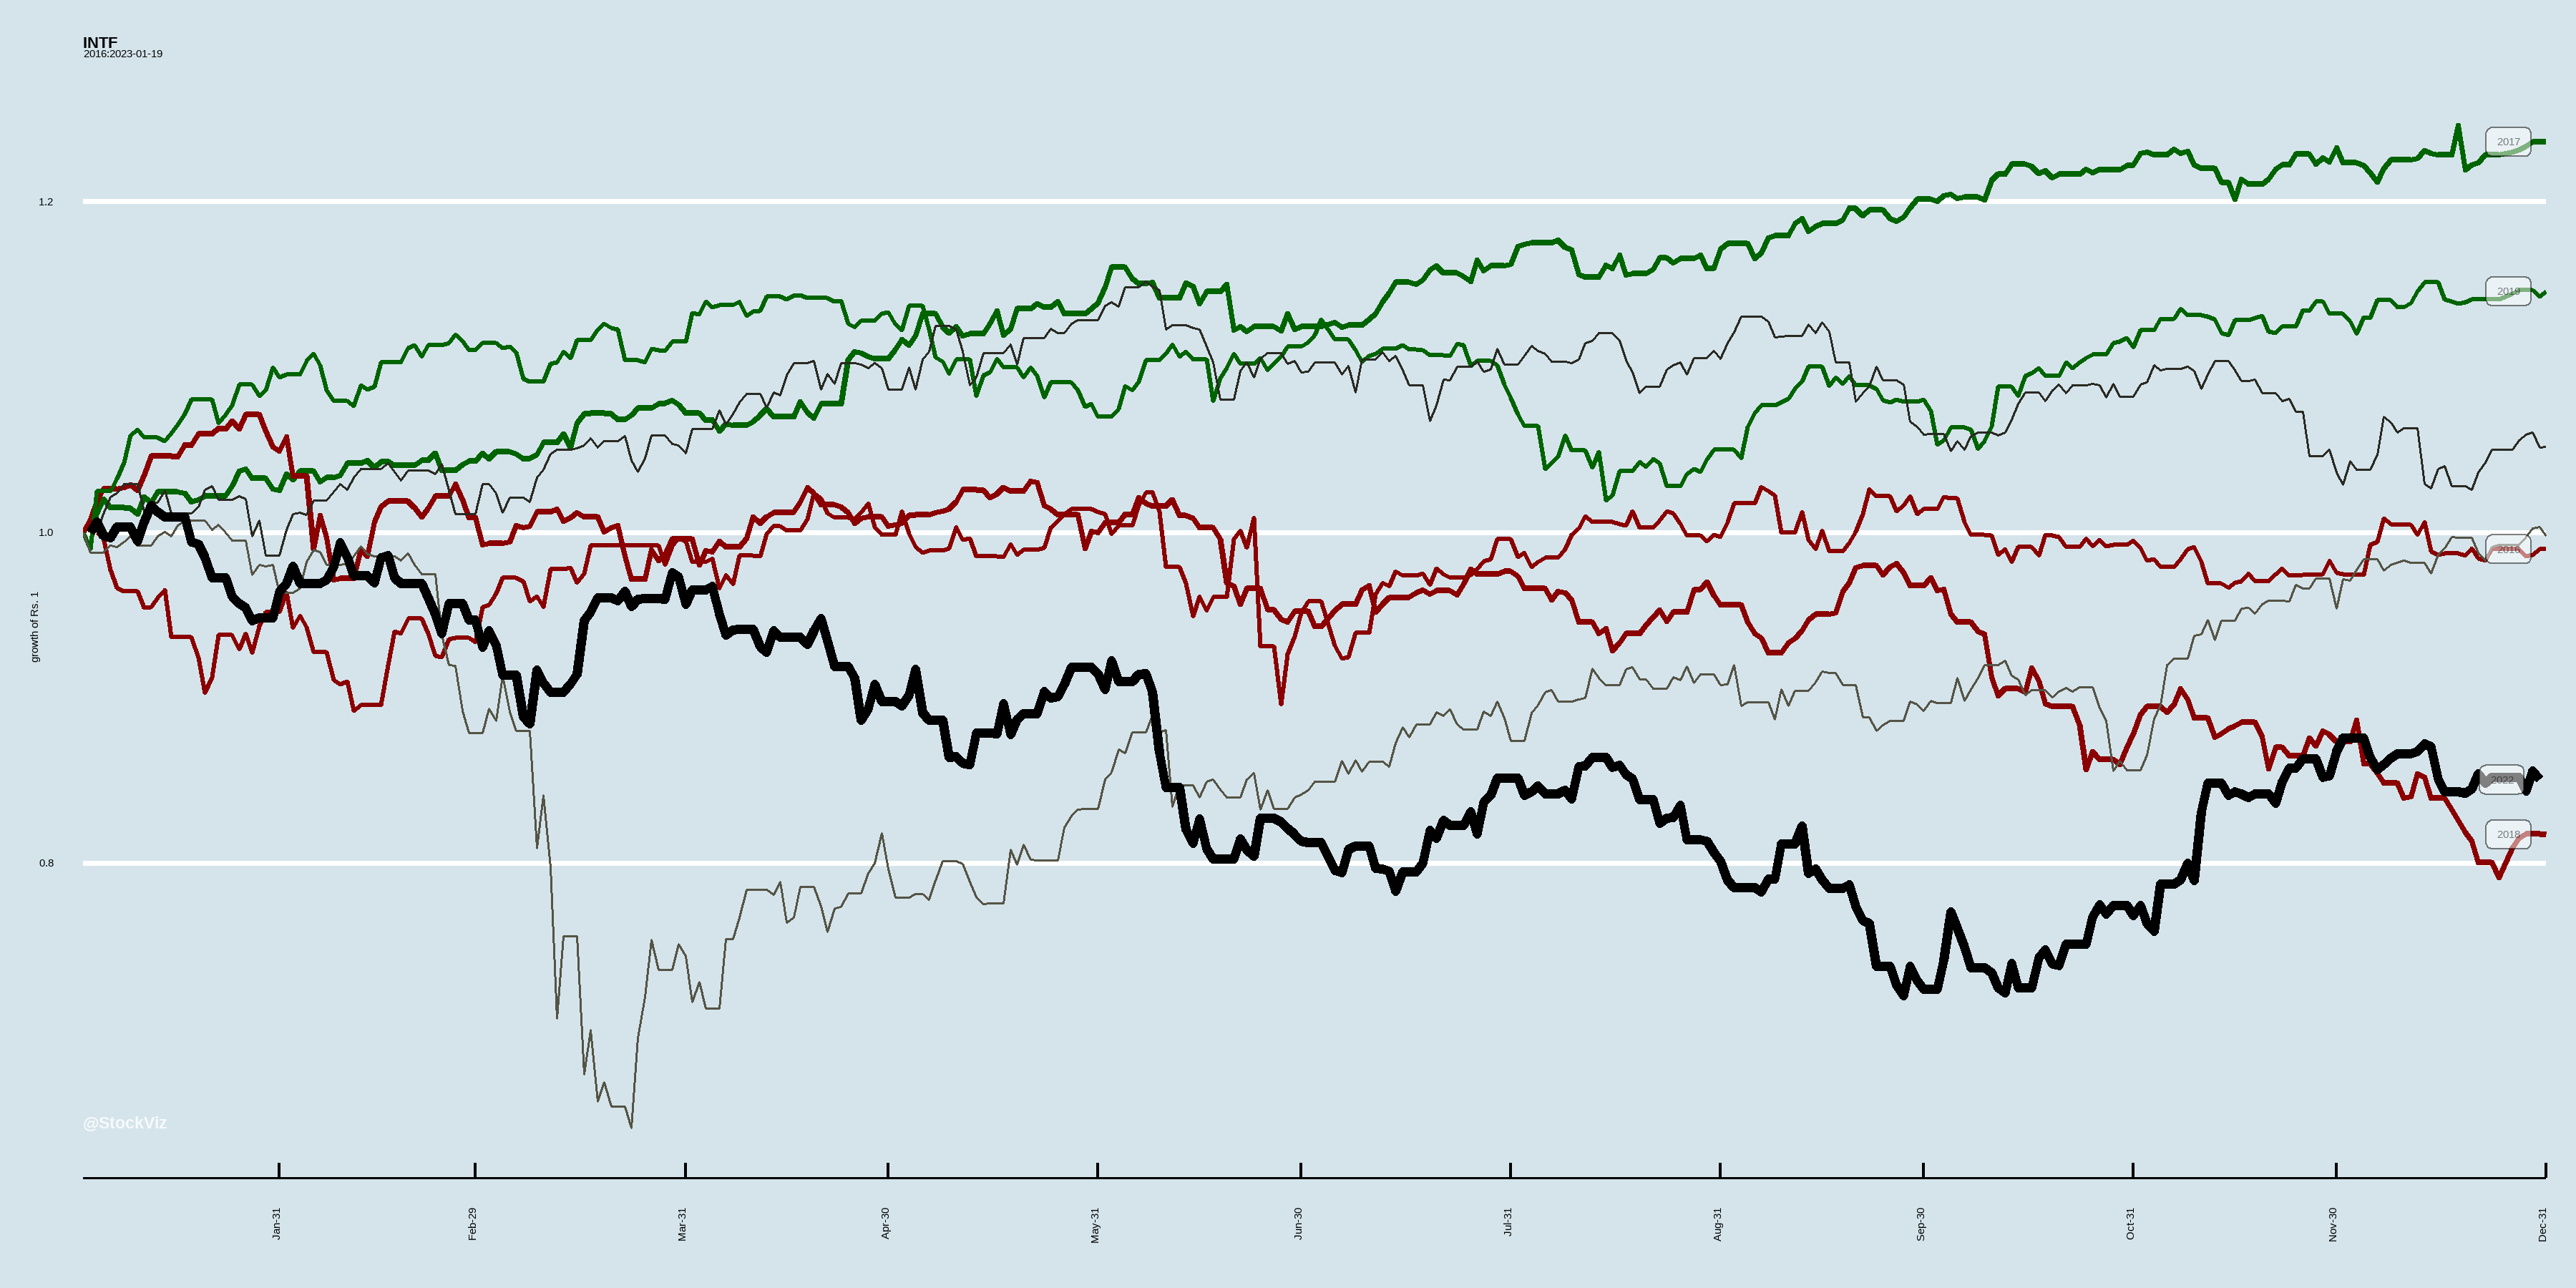 INTF
2016:2023-01-19
2017
1.2
2019
1.0
2016
growth of Rs. 1
2022
2018
0.8
@StockViz
Jan-31
Feb-29
Mar-31
Apr-30
May-31
Jun-30
Jul-31
Aug-31
Sep-30
Oct-31
Nov-30
Dec-31